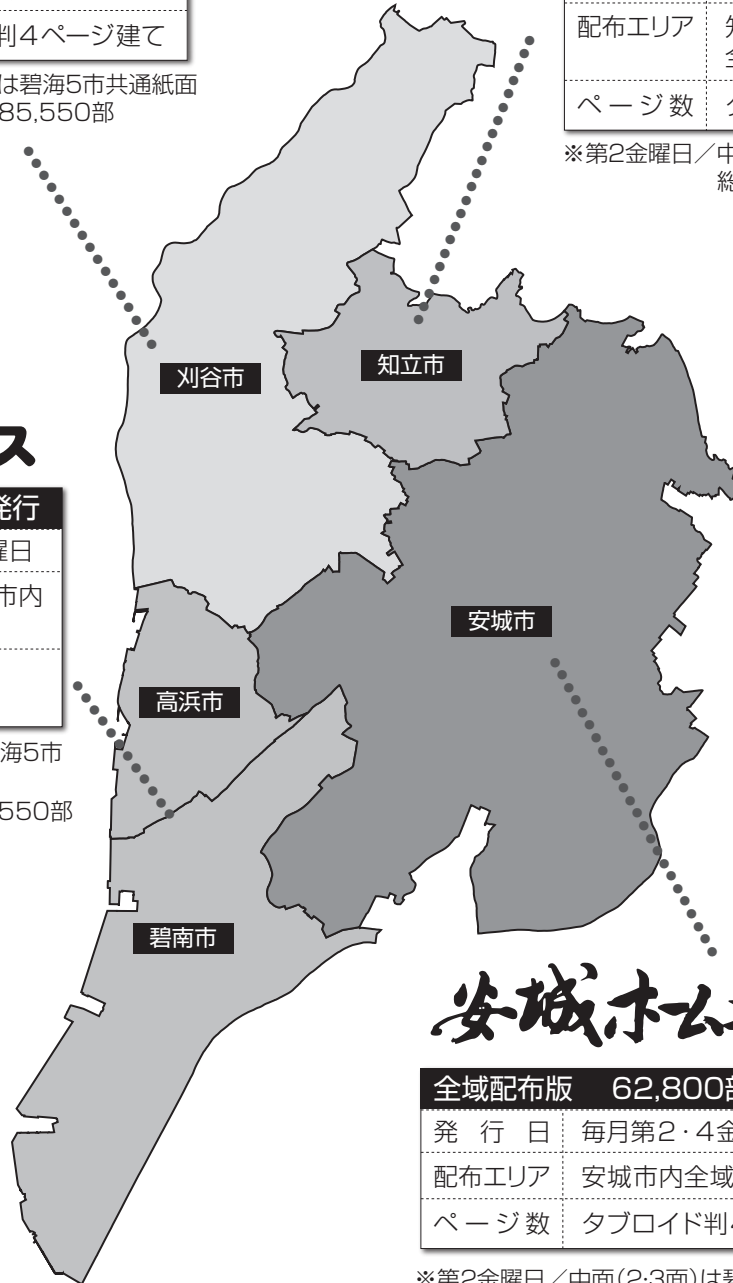 判4ページ建て
は碧海5市共通紙面
85,550部
配布エリア
ページ数
※第2金曜日／中
刈谷市
知立市
ス
発行
曜日
市内
安城市
高浜市
海5市
550部
碧南市
安城ホーム
全域配布版 62,800部
発行日 毎月第2・4金
配布エリア 安城市内全域
ページ数 タブロイド判
※第2金曜日／中面(2・3面)は